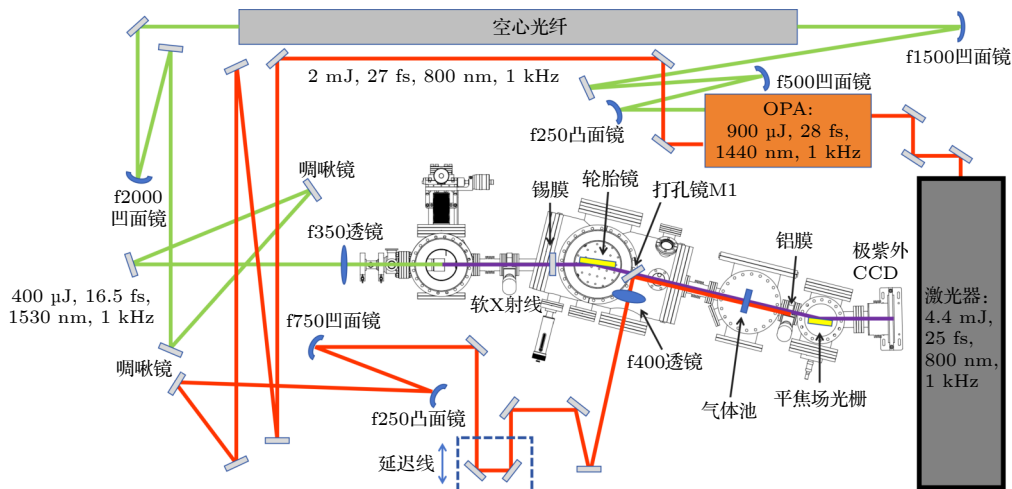 空心光纤
f1500凹面镜
2 mJ, 27 fs, 800 nm, 1 kHz
f500凹面镜
f250凸面镜
OPA:
900 µJ, 28 fs,
1440 nm, 1 kHz
f2000
凹面镜
啁啾镜
f350透镜
锡膜
轮胎镜
打孔镜M1
软X射线
铝膜
极紫外
CCD
400 µJ, 16.5 fs,
1530 nm, 1 kHz
激光器:
4.4 mJ,
25 fs,
800 nm,
1 kHz
f750凹面镜
啁啾镜
f250凸面镜
f400透镜
气体池
平焦场光栅
延迟线